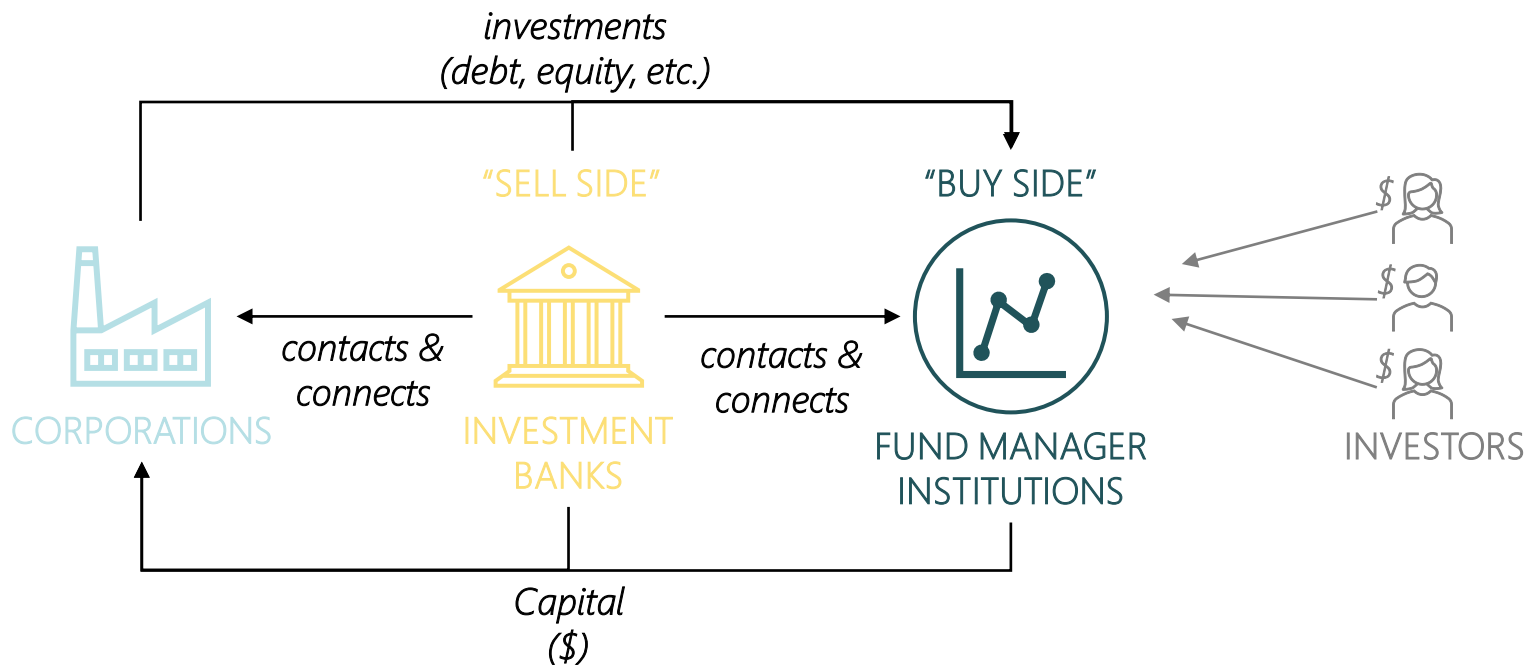 investments
(debt, equity, etc.)
“SELL SIDE”
“BUY SIDE”
$
$
$
contacts &
connects
contacts &
connects
CORPORATIONS
INVESTMENT
BANKS
FUND MANAGER
INSTITUTIONS
INVESTORS
Capital
($)